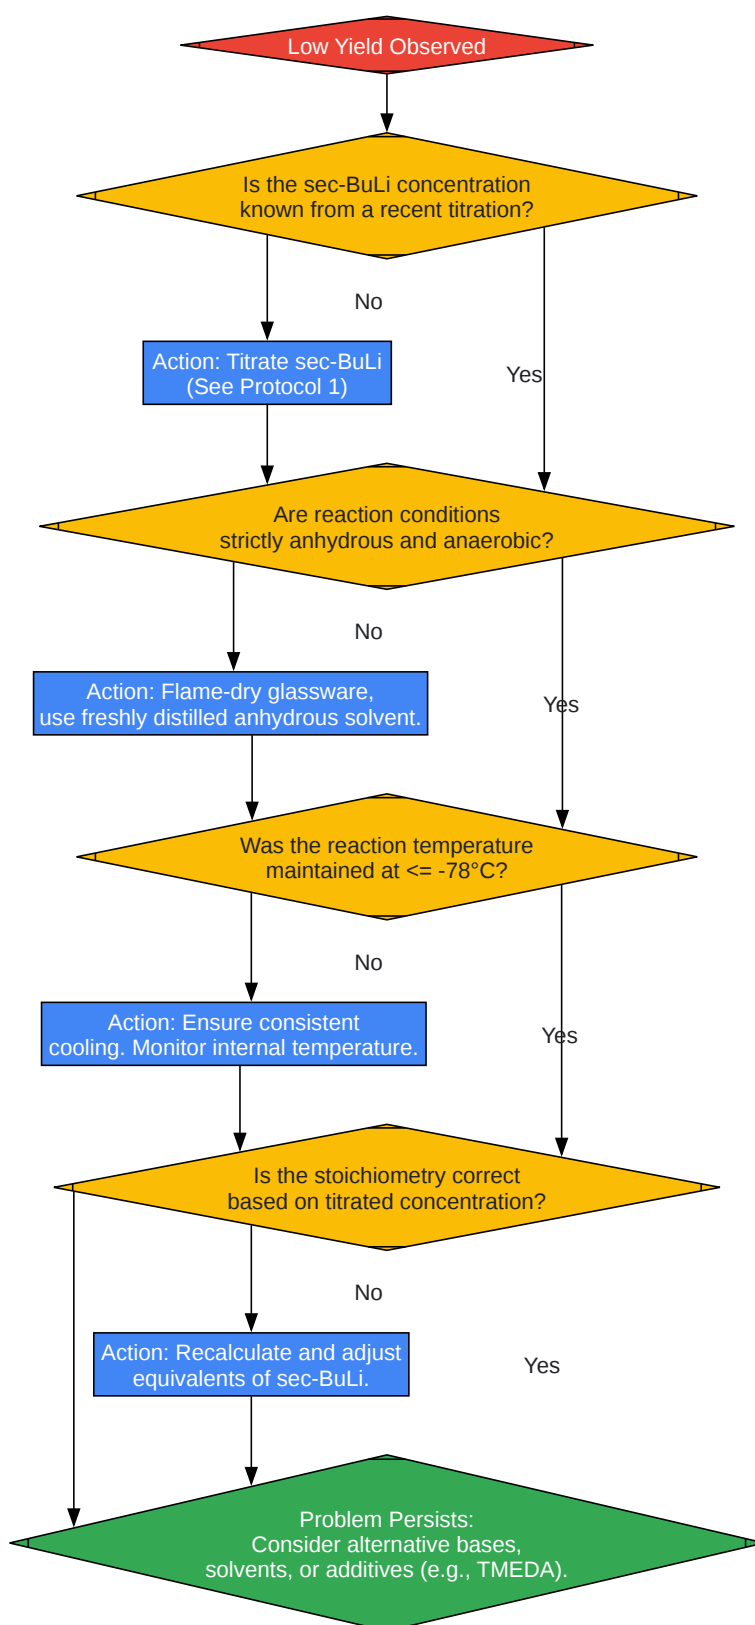 Low Yield Observed
Is the sec-BuLi concentration
known from a recent titration?
No
Action: Titrate sec-BuLi
(See Protocol 1)
Yes
Are reaction conditions
strictly anhydrous and anaerobic?
No
Action: Flame-dry glassware,
use freshly distilled anhydrous solvent.
Yes
Was the reaction temperature
maintained at <= -78°C?
No
Action: Ensure consistent
cooling. Monitor internal temperature.
Yes
Is the stoichiometry correct
based on titrated concentration?
No
Action: Recalculate and adjust
equivalents of sec-BuLi.
Yes
Problem Persists:
Consider alternative bases,
solvents, or additives (e.g., TMEDA).